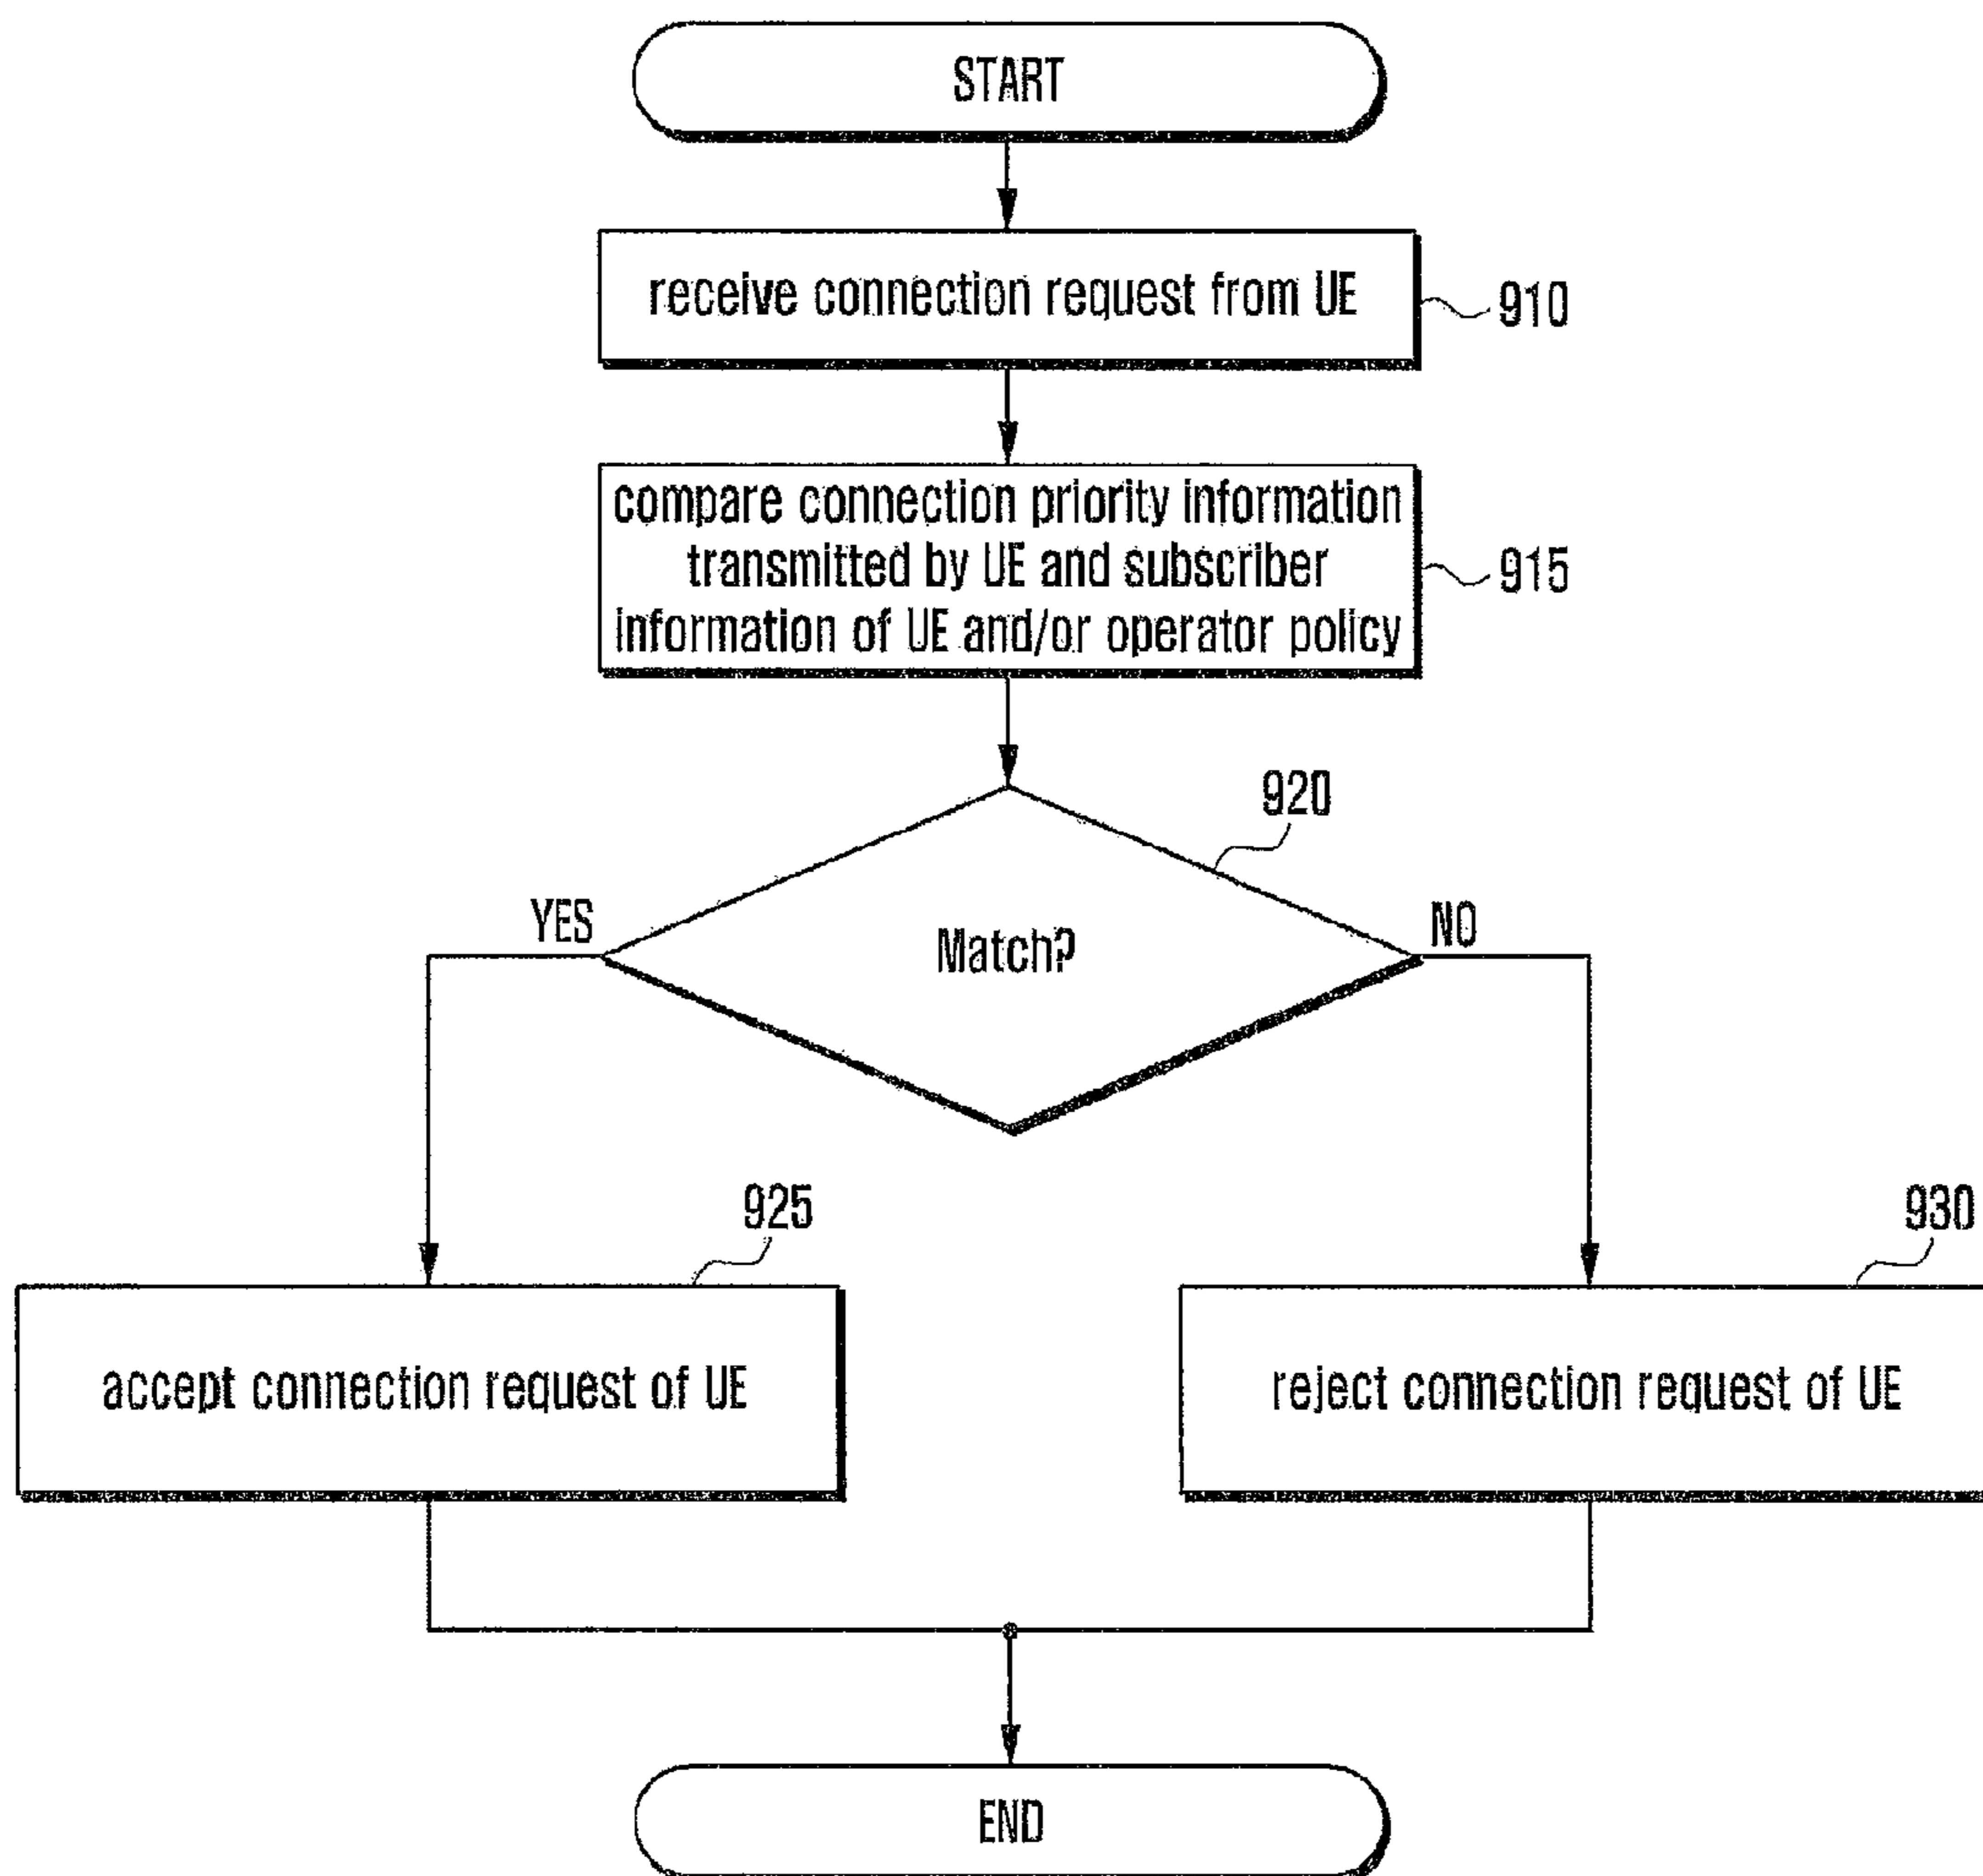 START
receive connection request from UE
910
compare connection priority information
transmitted by UE and subscriber
information of UE and/or operator policy
915
920
YES
Match?
NO
925
930
accept connection request of UE
reject connection request of UE
END